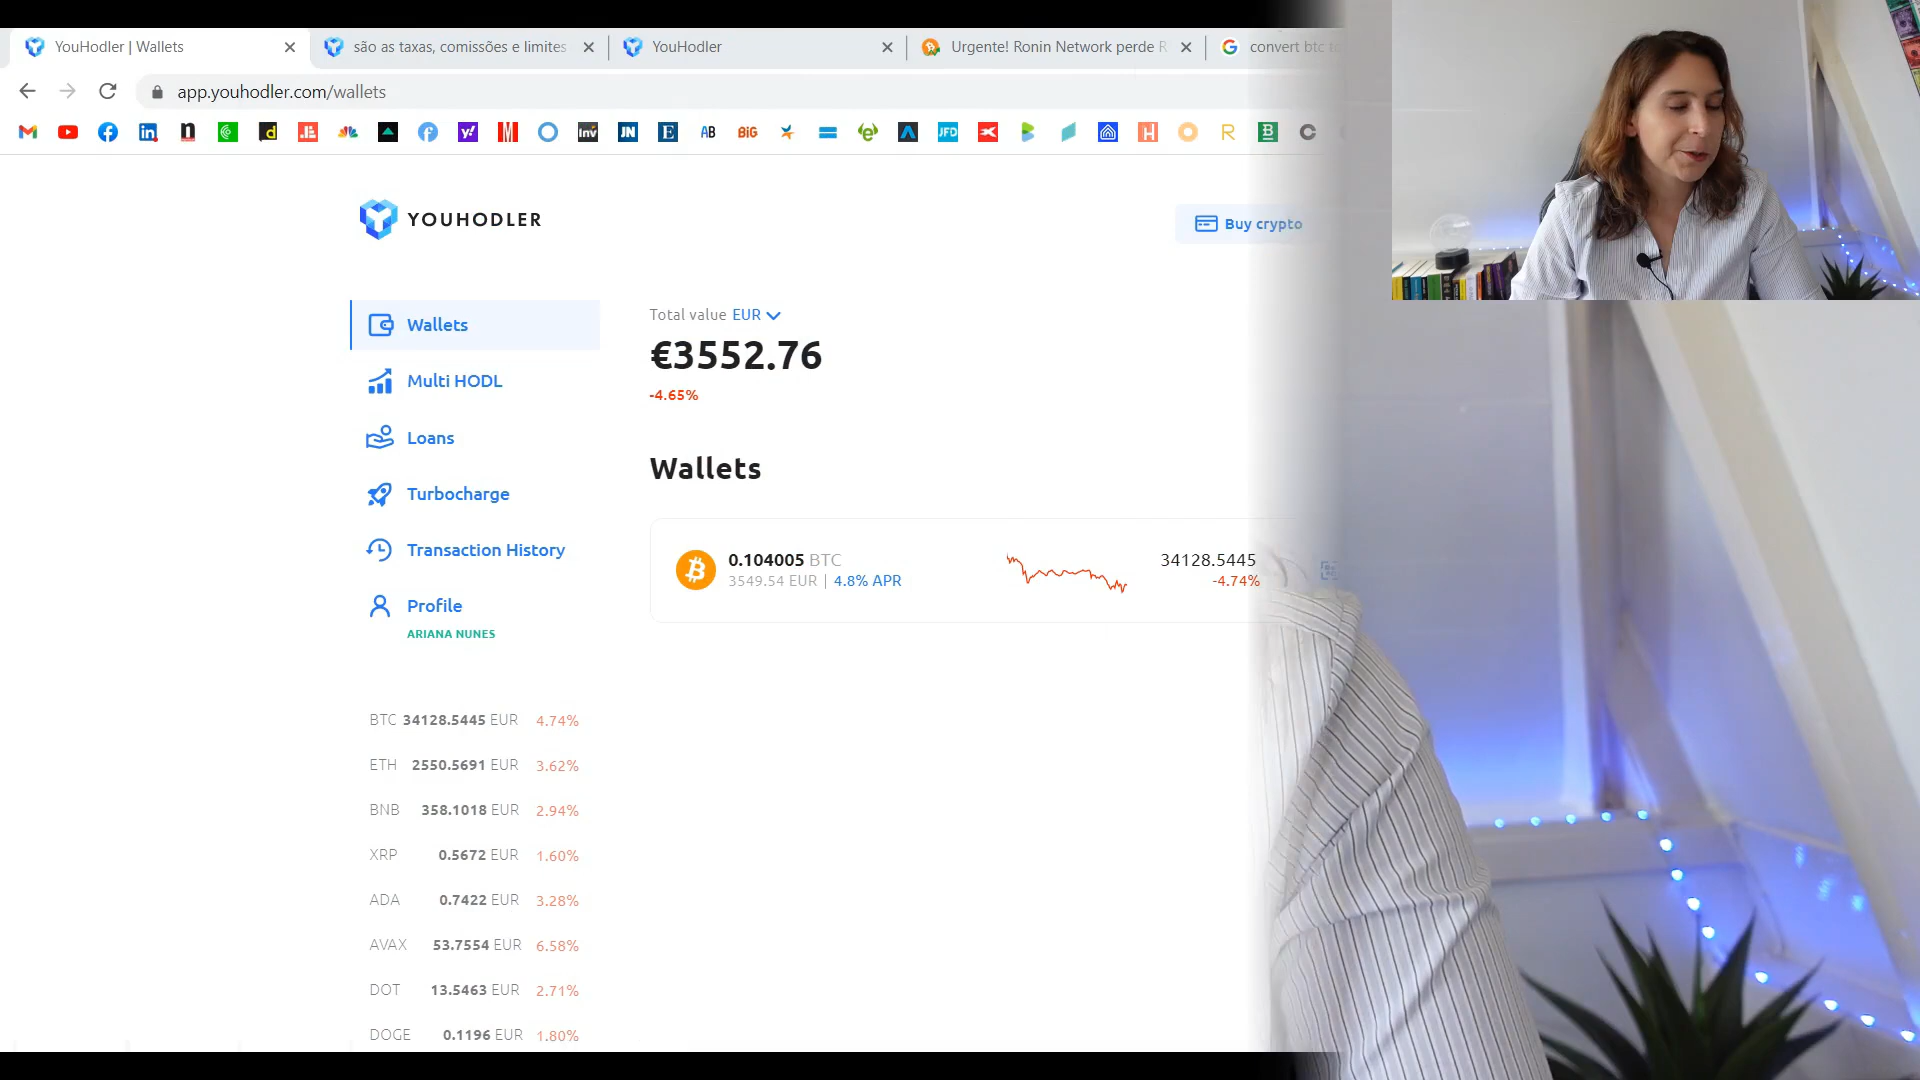 YouHodler | Wallets
são as taxas, comissões e limites
YouHodler
Urgente! Ronin Network perde R
convert btc to
app.youhodler.com/wallets
YOUHODLER
Buy crypto
Wallets
Multi HODL
Loans
Turbocharge
Transaction History
Profile
ARIANA NUNES
Total value EUR
€3552.76
-4.65%
Wallets
0.104005 BTC
3549.54 EUR | 4.8% APR
34128.5445
-4.74%
BTC 34128.5445 EUR 4.74%
ETH 2550.5691 EUR 3.62%
BNB 358.1018 EUR 2.94%
XRP 0.5672 EUR 1.60%
ADA 0.7422 EUR 3.28%
AVAX 53.7554 EUR 6.58%
DOT 13.5463 EUR 2.71%
DOGE 0.1196 EUR 1.80%